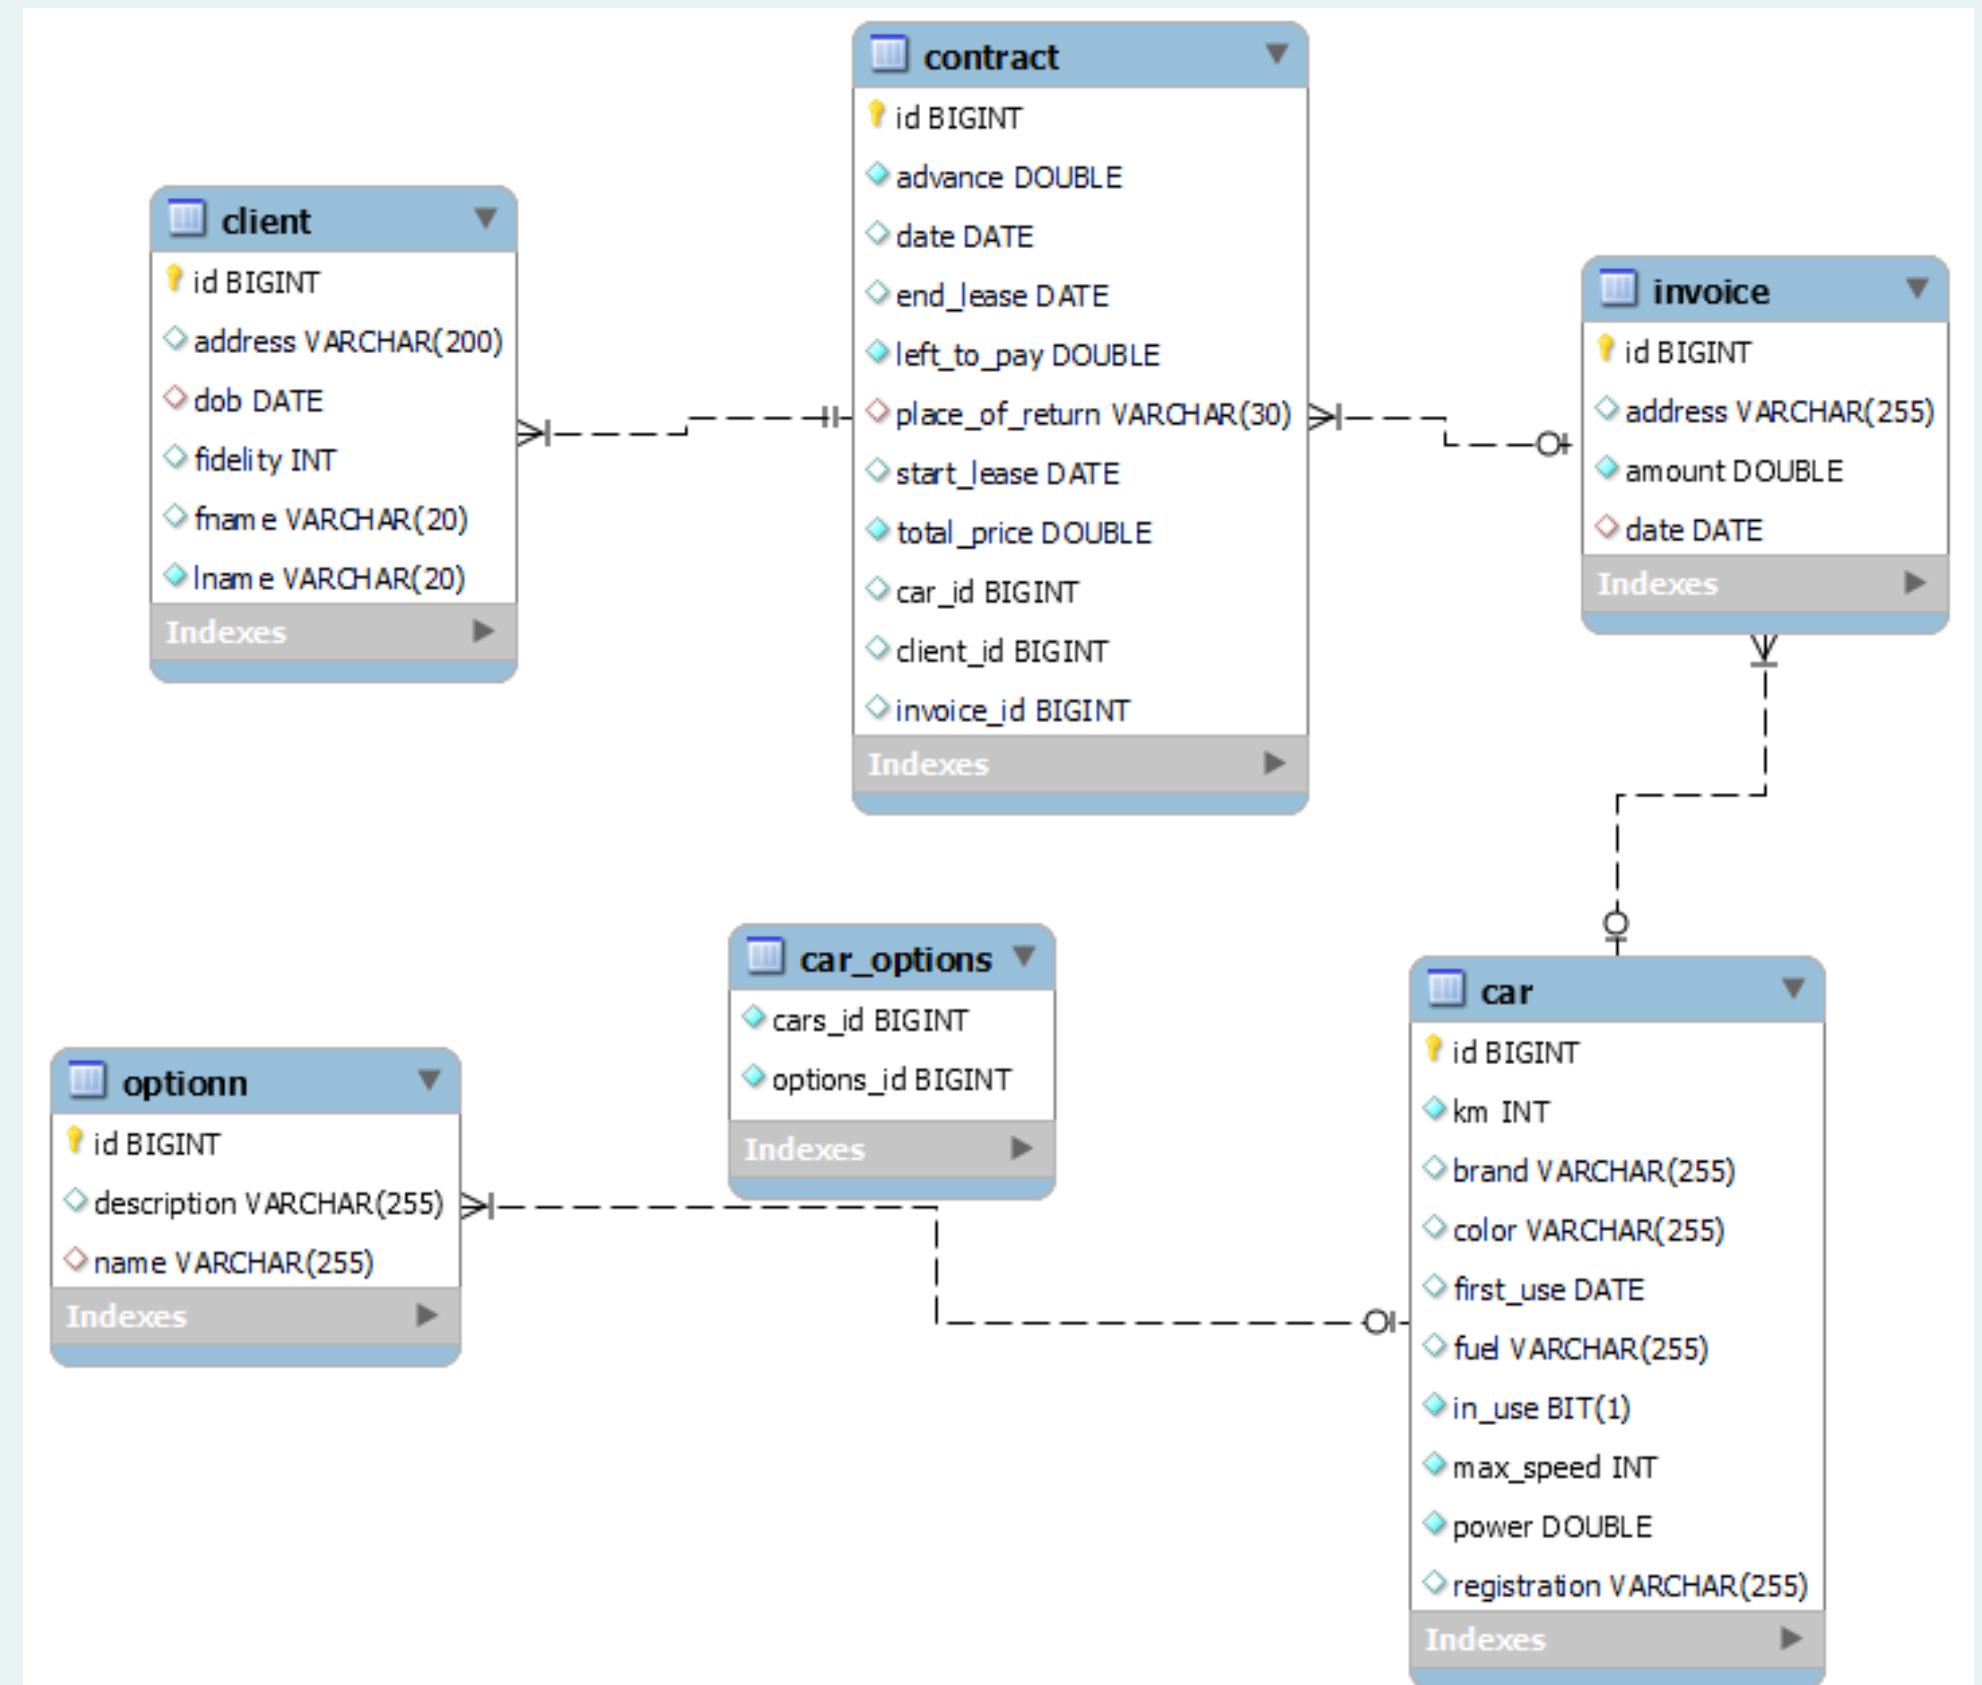 contract
id BIGINT
advance DOUBLE
date DATE
end_lease DATE
left_to_pay DOUBLE
place_of_return VARCHAR(30)
start_lease DATE
total_price DOUBLE
car_id BIGINT
client_id BIGINT
invoice_id BIGINT
Indexes
client
id BIGINT
address VARCHAR(200)
dob DATE
fidelity INT
fname VARCHAR(20)
lname VARCHAR(20)
Indexes
invoice
id BIGINT
address VARCHAR(255)
amount DOUBLE
date DATE
Indexes
car_options
cars_id BIGINT
options_id BIGINT
Indexes
optionn
id BIGINT
description VARCHAR(255)
name VARCHAR(255)
Indexes
car
id BIGINT
km INT
brand VARCHAR(255)
color VARCHAR(255)
first_use DATE
fuel VARCHAR(255)
in_use BIT(1)
max_speed INT
power DOUBLE
registration VARCHAR(255)
Indexes